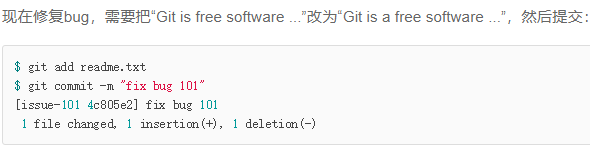 现在修复bug，需要把“Git is free software ...”改为“Git is a free software ...”，然后提交：
$ git add readme.txt
$ git commit -m "fix bug 101"
[issue-101 4c805e2] fix bug 101
 1 file changed, 1 insertion(+), 1 deletion(-)